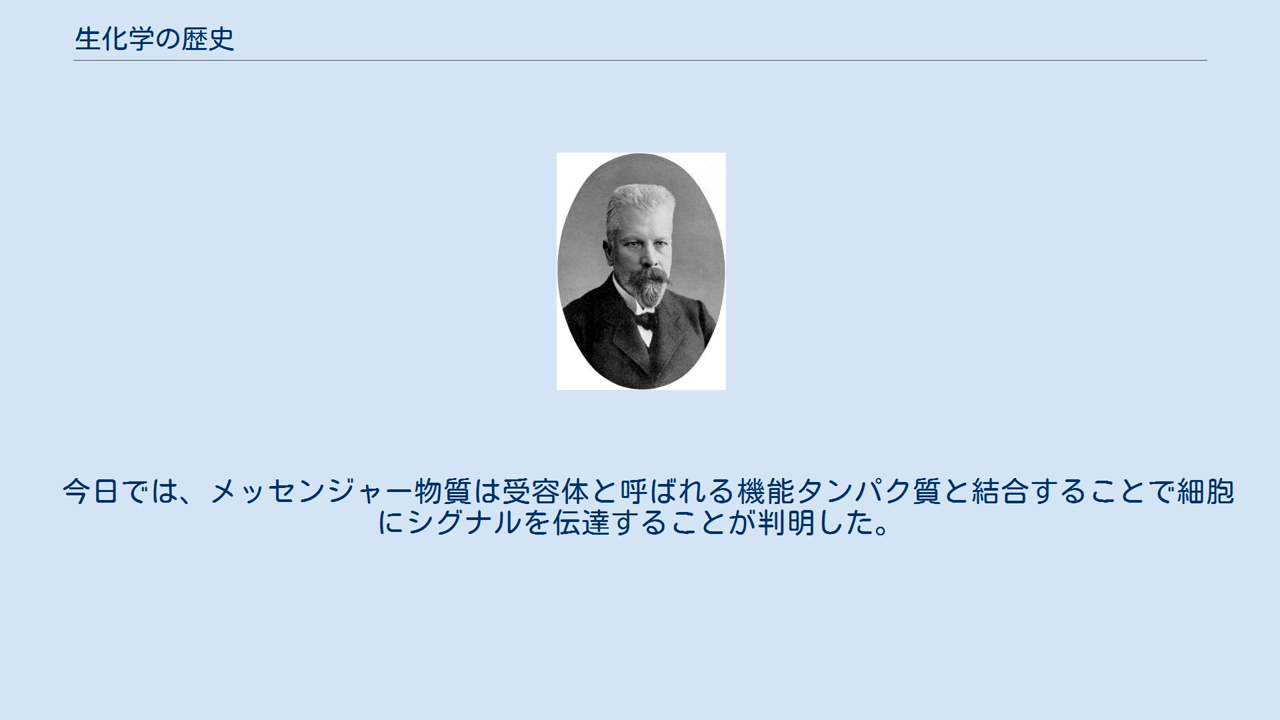 生化学の歴史
今日では、メッセンジャー物質は受容体と呼ばれる機能タンパク質と結合することで細胞
にシグナルを伝達することが判明した。